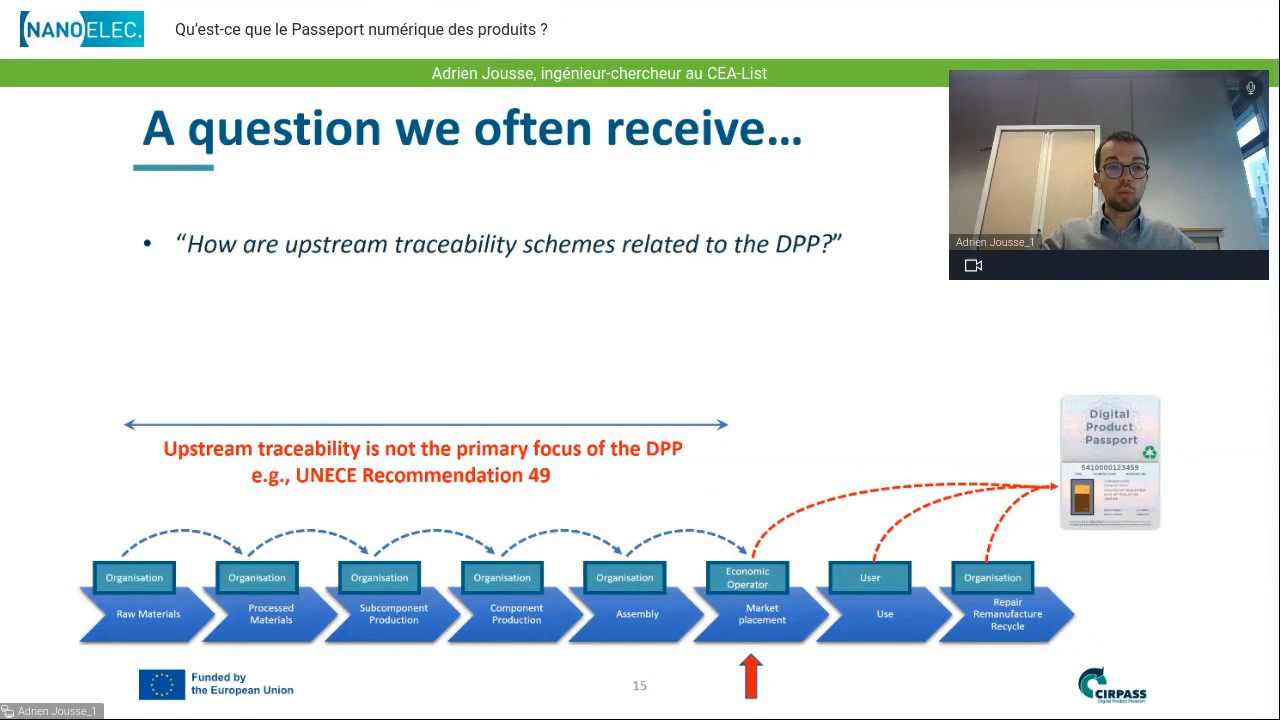 (NANOELEC.
Qu’est-ce que le Passeport numérique des produits ?
Adrien Jousse, ingénieur-chercheur au CEA-List
A question we often receive...
Adrien Jousse_1
• “How are upstream traceability schemes related to the DPP?”
Upstream traceability is not the primary focus of the DPP
e.g., UNECE Recommendation 49
Digital
Product
Passport
5410000123459
Organisation
Organisation
Organisation
Organisation
Organisation
Economic
Operator
User
Organisation
Raw Materials
Processed
Materials
Subcomponent
Production
Component
Production
Assembly
Market
placement
Use
Repair
Remanufacture
Recycle
Funded by
the European Union
15
CIRPASS
Digital Product Passport
Adrien Jousse_1